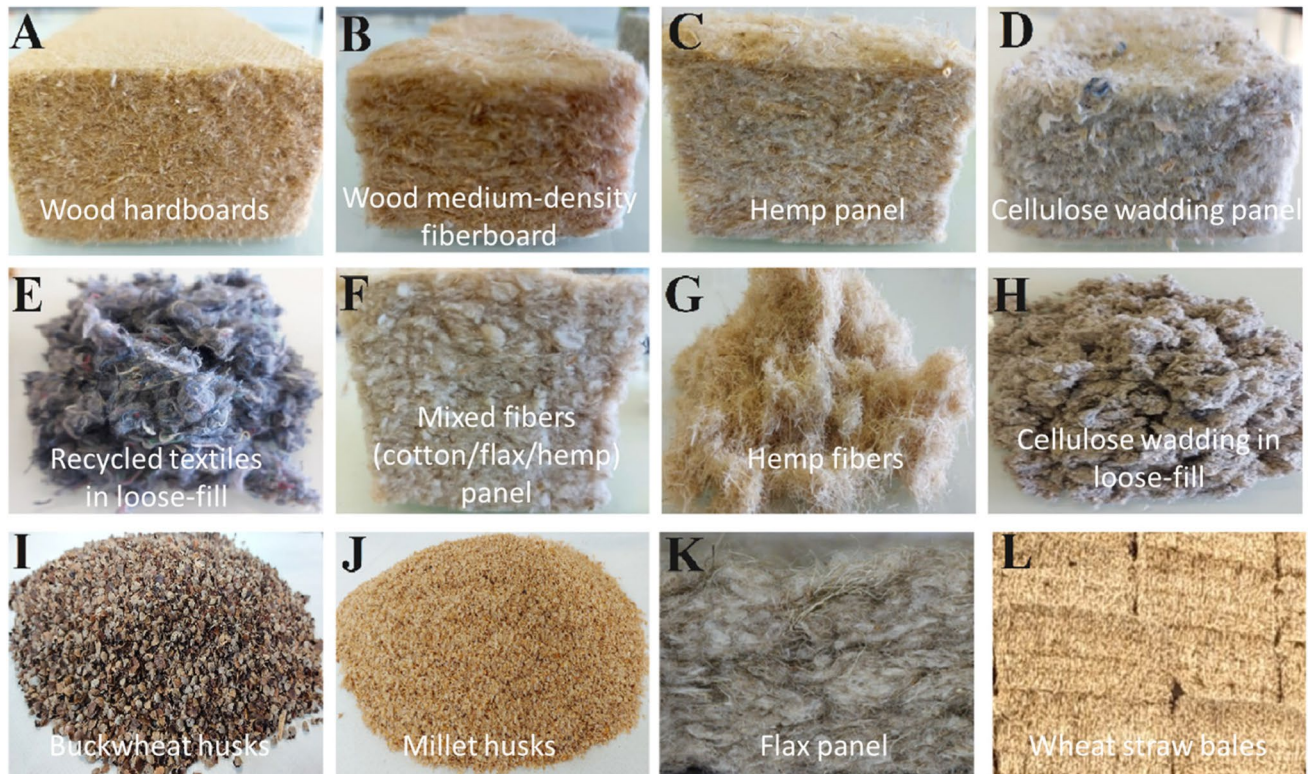 A
Wood hardboards
B
Wood medium-density
fiberboard
C
Hemp panel
D
Cellulose wadding panel
E
Recycled textiles
in loose-fill
F
Mixed fibers
(cotton/flax/hemp)
panel
G
Hemp fibers
H
Cellulose wadding in
loose-fill
I
Buckwheat husks
J
Millet husks
K
Flax panel
L
Wheat straw bales